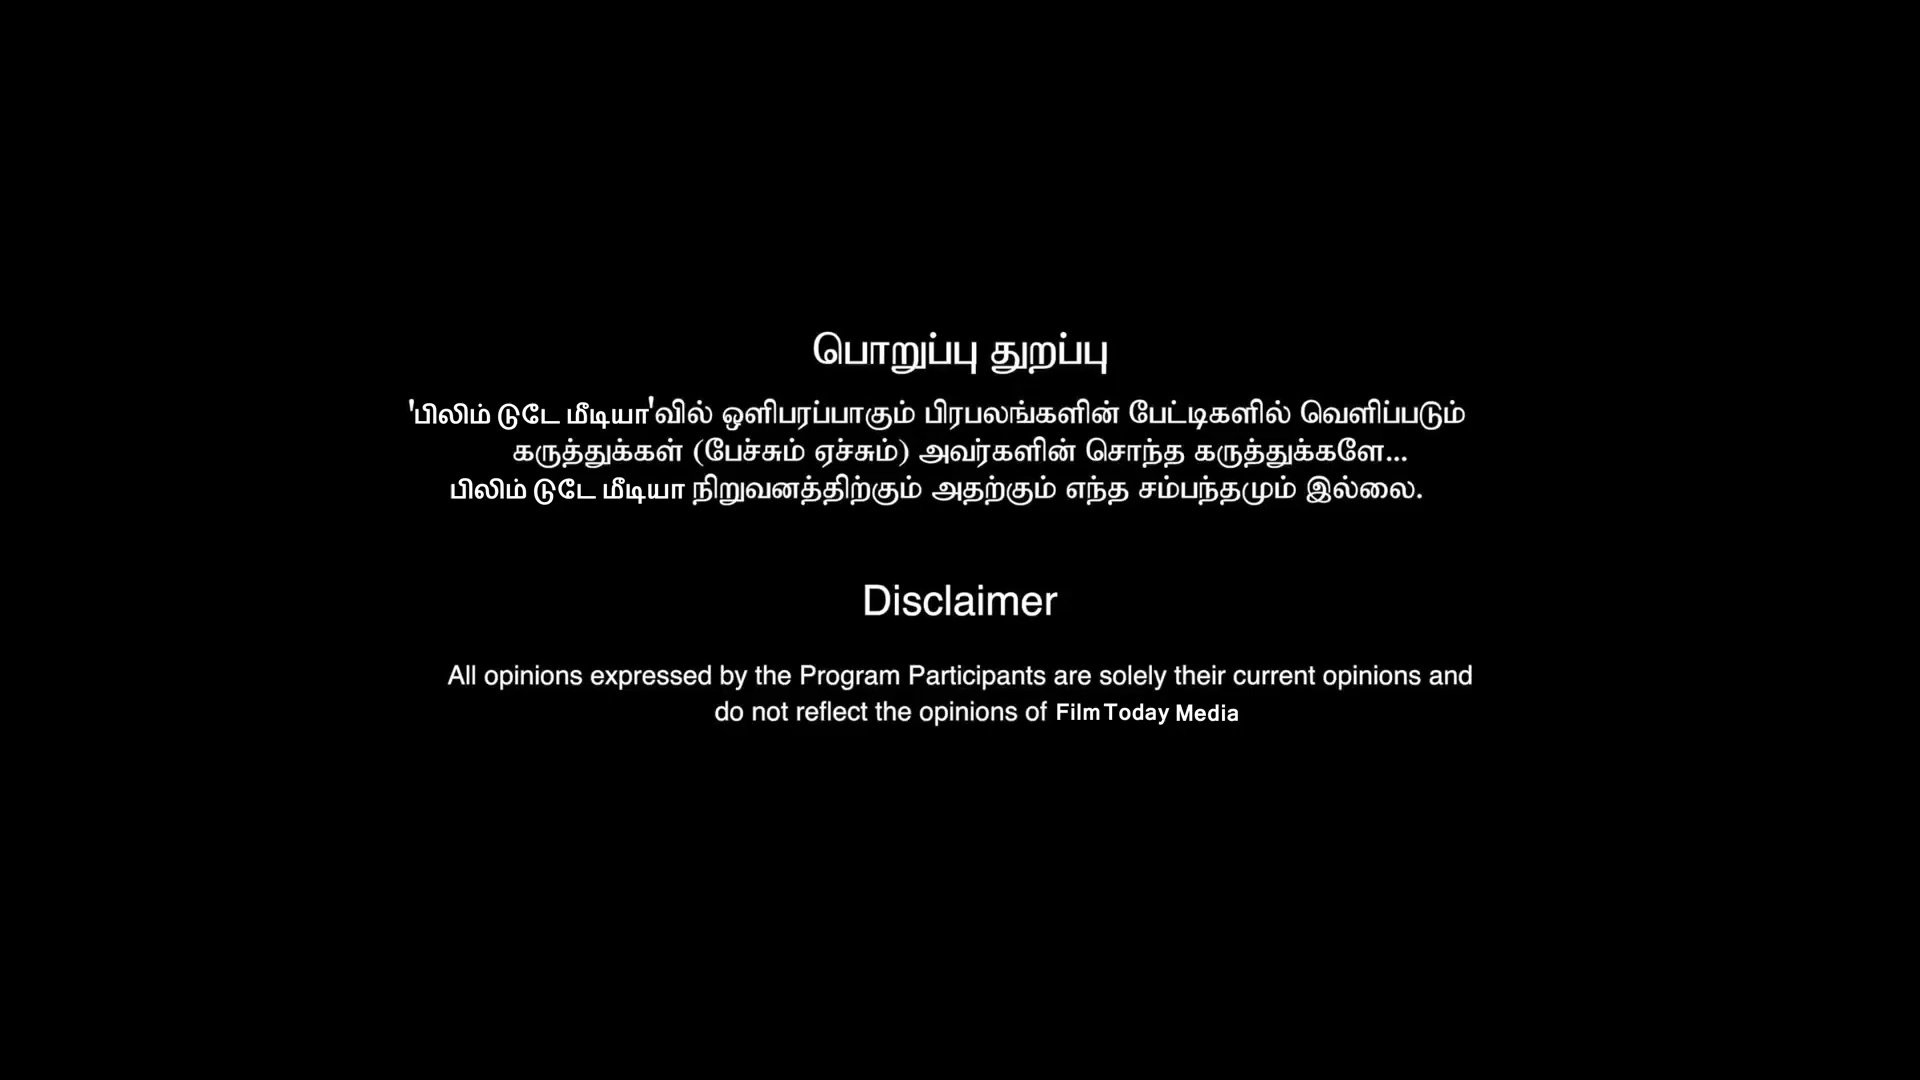 பொறுப்பு துறப்பு
'பிலிம் டுடே மீடியா'வில் ஒளிபரப்பாகும் பிரபலங்களின் பேட்டிகளில் வெளிப்படும்
கருத்துக்கள் (பேச்சும் ஏச்சும்) அவர்களின் சொந்த கருத்துக்களே...
பிலிம் டுடே மீடியா நிறுவனத்திற்கும் அதற்கும் எந்த சம்பந்தமும் இல்லை.
Disclaimer
All opinions expressed by the Program Participants are solely their current opinions and
do not reflect the opinions of Film Today Media